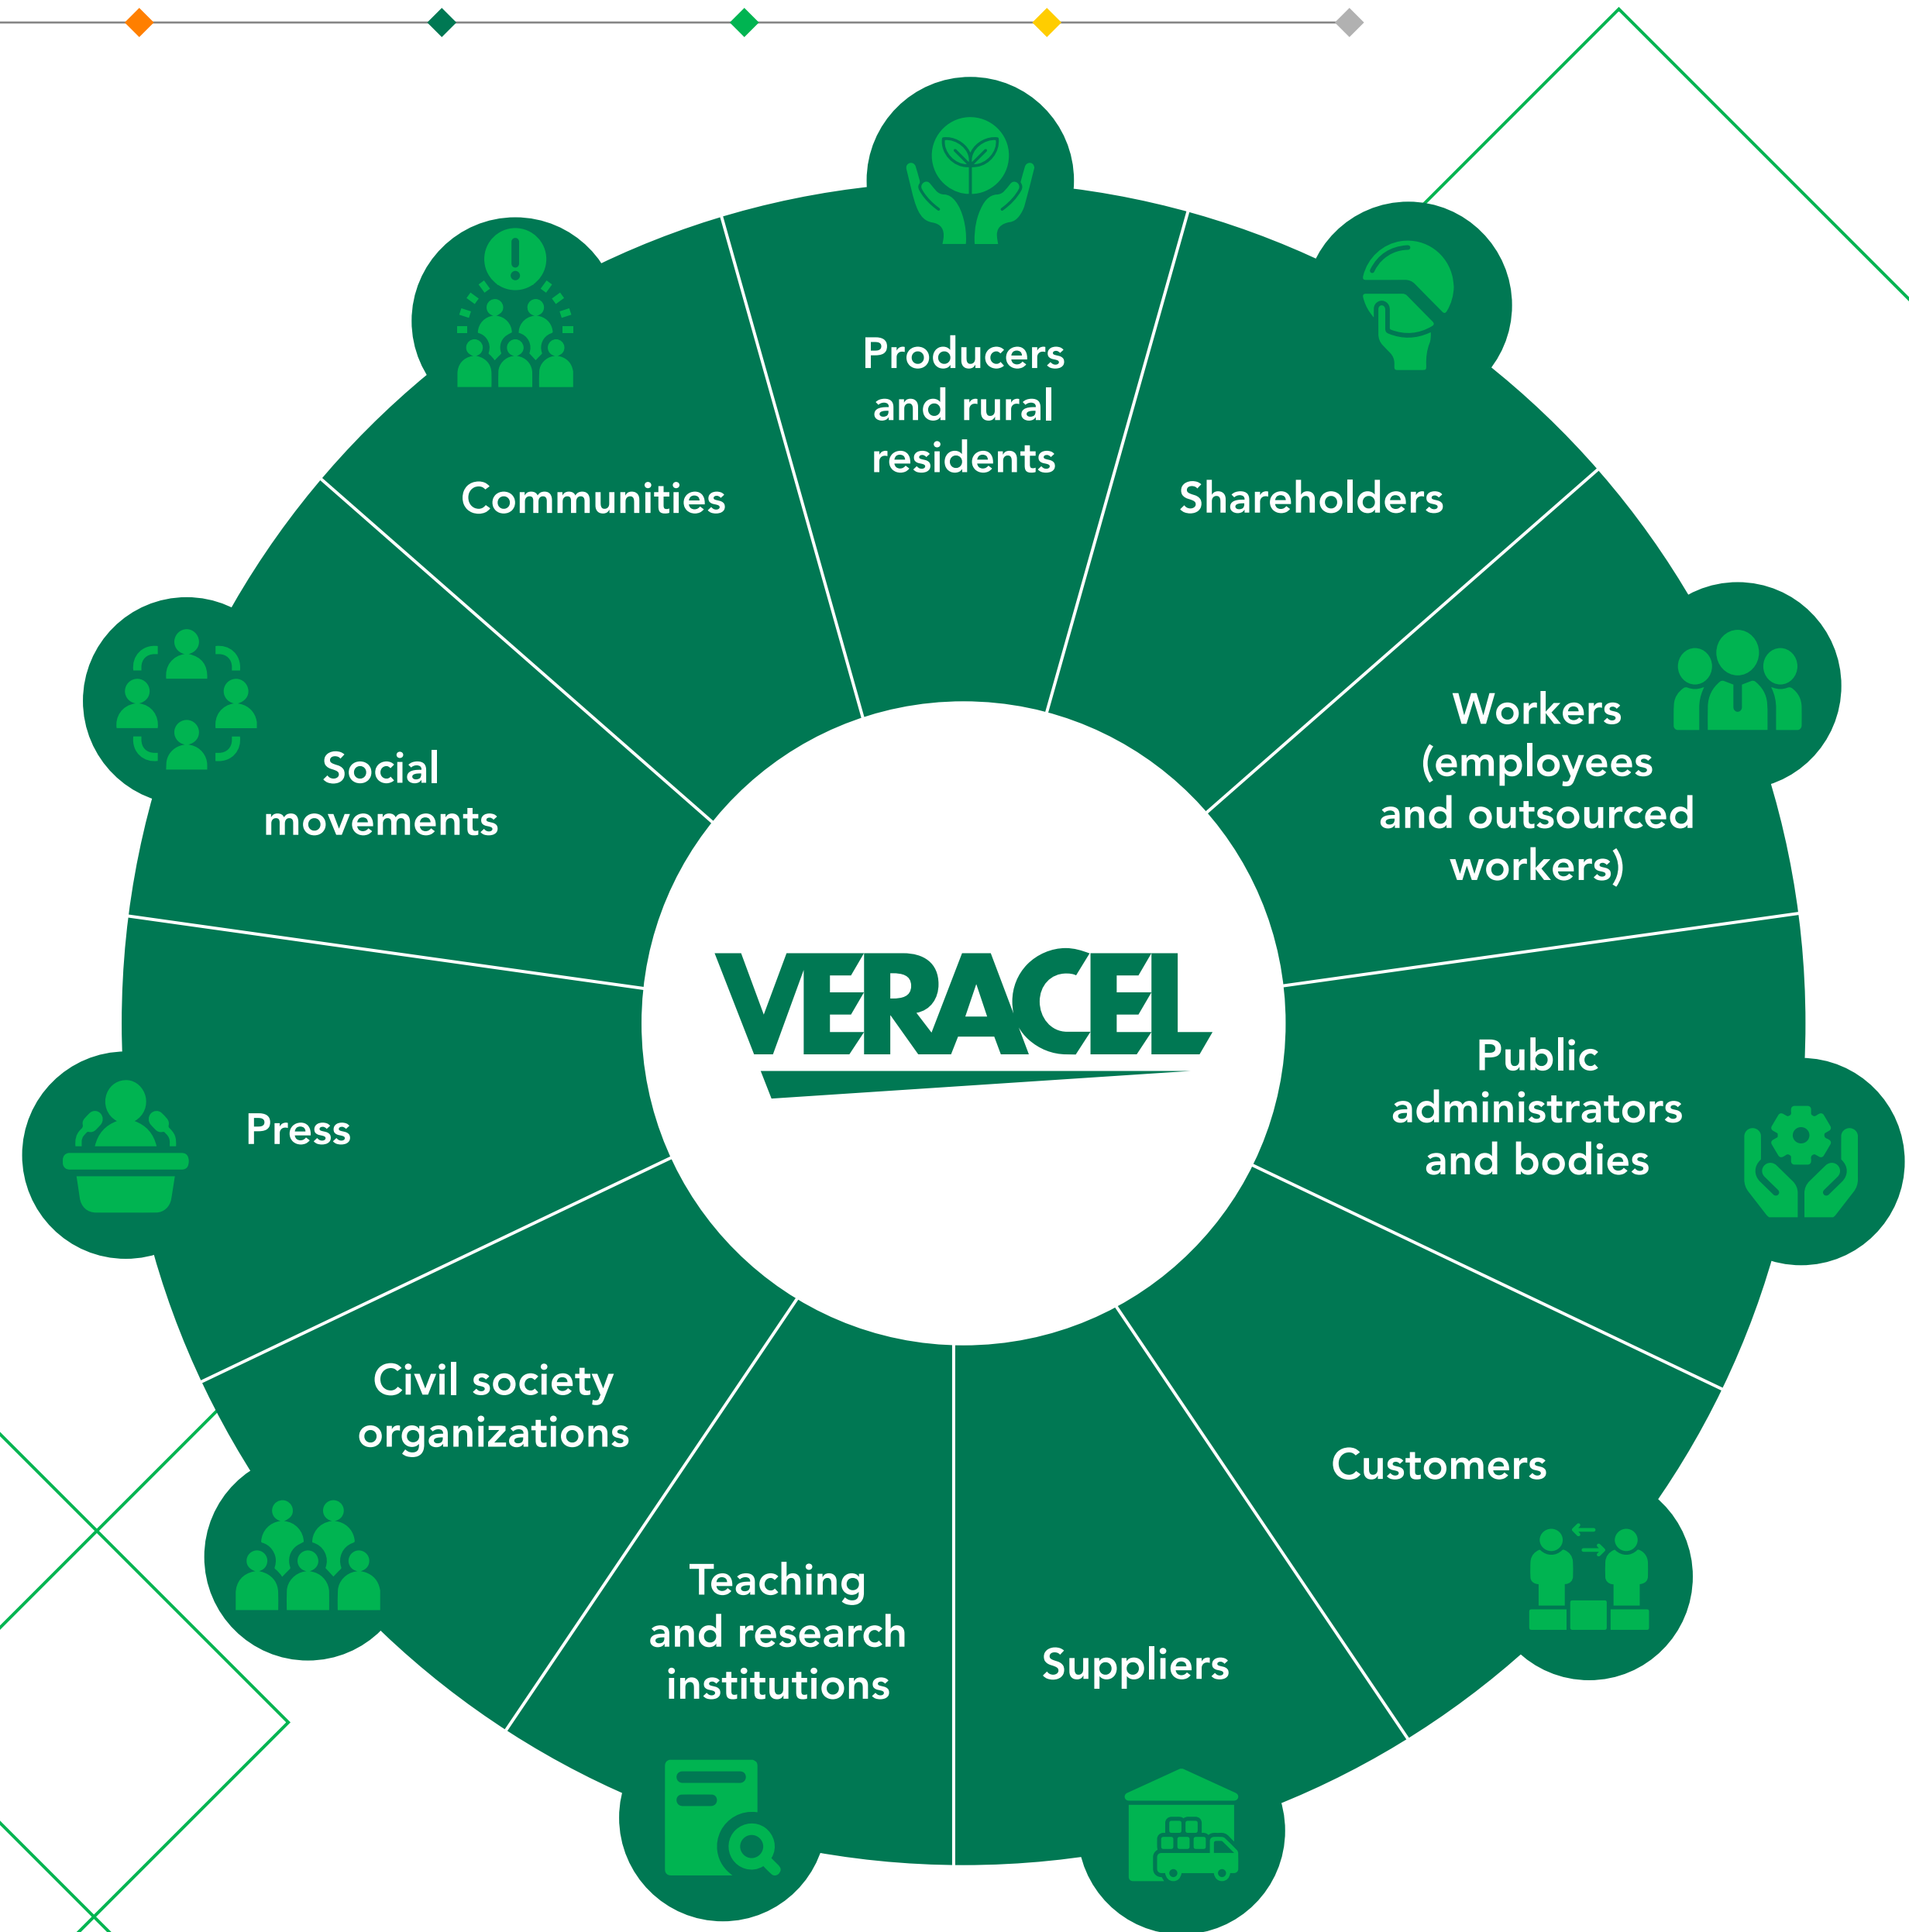 Producers
and rural
residents
Shareholders
Workers
(employees
and outsourced
workers)
Public
administrators
and bodies
Customers
Suppliers
Teaching
and research
institutions
Civil society
organizations
Press
Social
movements
Communities
VERACEL